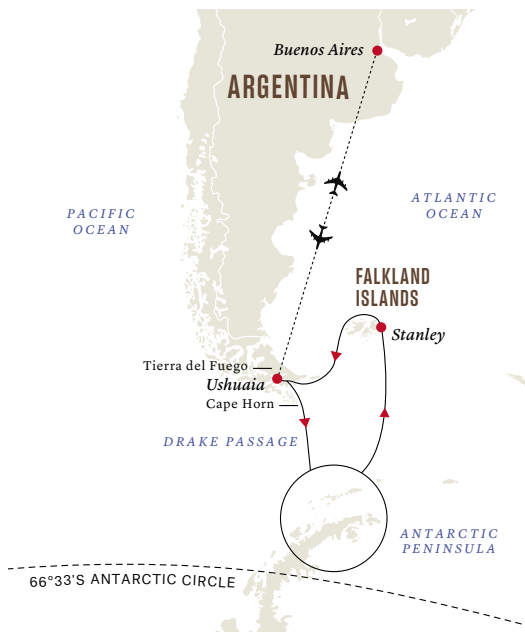 Buenos Aires
ARGENTINA
ATLANTIC
OCEAN
PACIFIC
OCEAN
FALKLAND
ISLANDS
Stanley
Tierra del Fuego
Ushuaia
Cape Horn
DRAKE PASSAGE
ANTARCTIC
PENINSULA
66°33'S ANTARCTIC CIRCLE